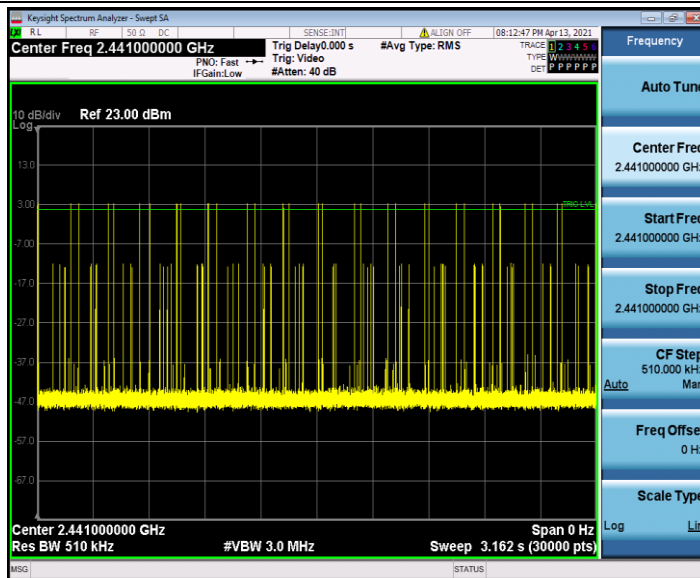 Keysight Spectrum Analyzer - Swept SA
RL RF 50 Ω DC SENSE:INT ALIGN OFF 08:12:47 PM Apr 13, 2021
Center Freq 2.441000000 GHz
PNO: Fast
IFGain:Low
Trig Delay0.000 s
Trig: Video
#Atten: 40 dB
#Avg Type: RMS
TRACE 1 2 3 4 5 6
TYPE WWWWWW
DET P P P P P P
10 dB/div Ref 23.00 dBm
Log
13.0
3.00
-7.00
-17.0
-27.0
-37.0
-47.0
-57.0
-67.0
TRIG LVL
Center 2.441000000 GHz Span 0 Hz
Res BW 510 kHz #VBW 3.0 MHz Sweep 3.162 s (30000 pts)
MSG STATUS
Frequency
Auto Tune
Center Freq
2.441000000 GHz
Start Freq
2.441000000 GHz
Stop Freq
2.441000000 GHz
CF Step
510.000 kHz
Auto Man
Freq Offset
0 Hz
Scale Type
Log Lin